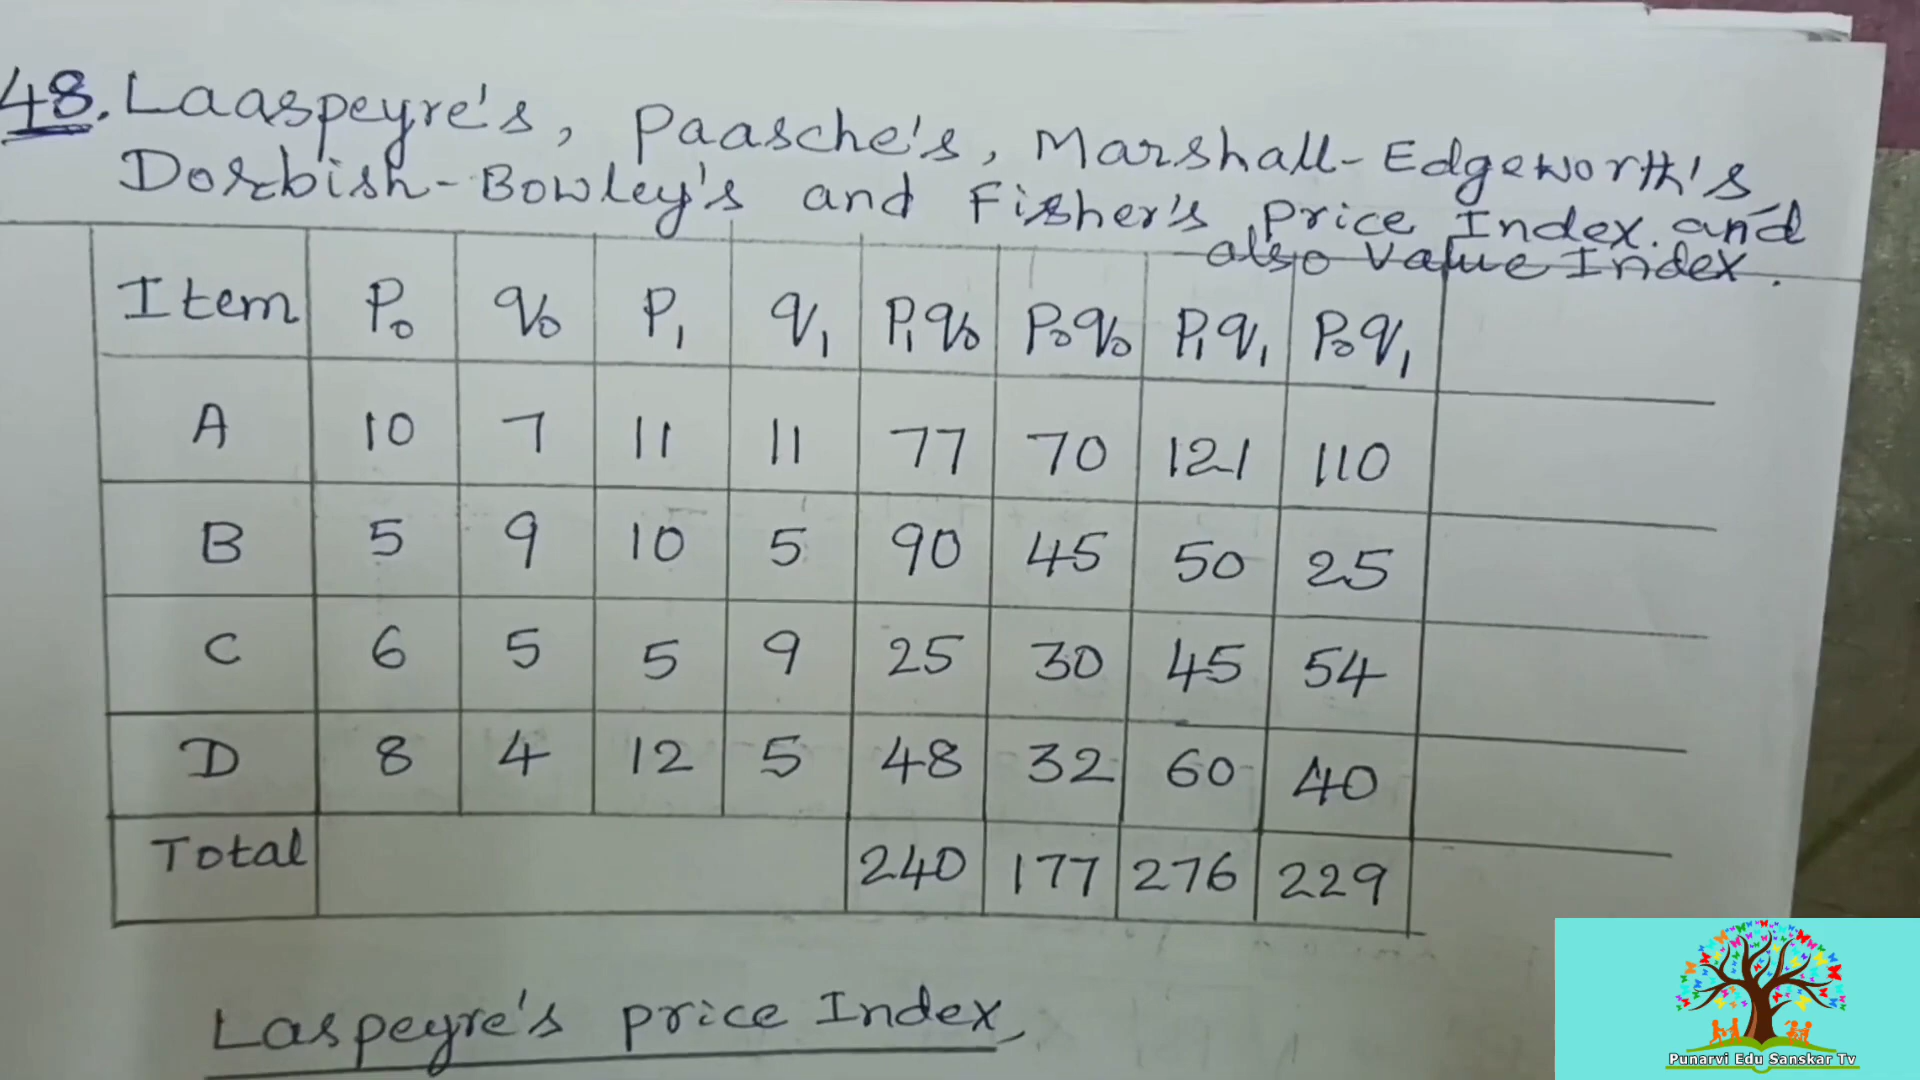 48. Laaspeyre's, Paasche's, Marshall-Edgeworth's,
Dorbish-Bowley's and Fisher's Price Index. and
also Value Index.
Item P₀ q₀ P₁ q₁ P₁q₀ P₀q₀ P₁q₁ P₀q₁
A 10 7 11 11 77 70 121 110
B 5 9 10 5 90 45 50 25
C 6 5 5 9 25 30 45 54
D 8 4 12 5 48 32 60 40
Total 240 177 276 229
Laspeyre's price Index,
Punarvi Edu Sanskar Tv